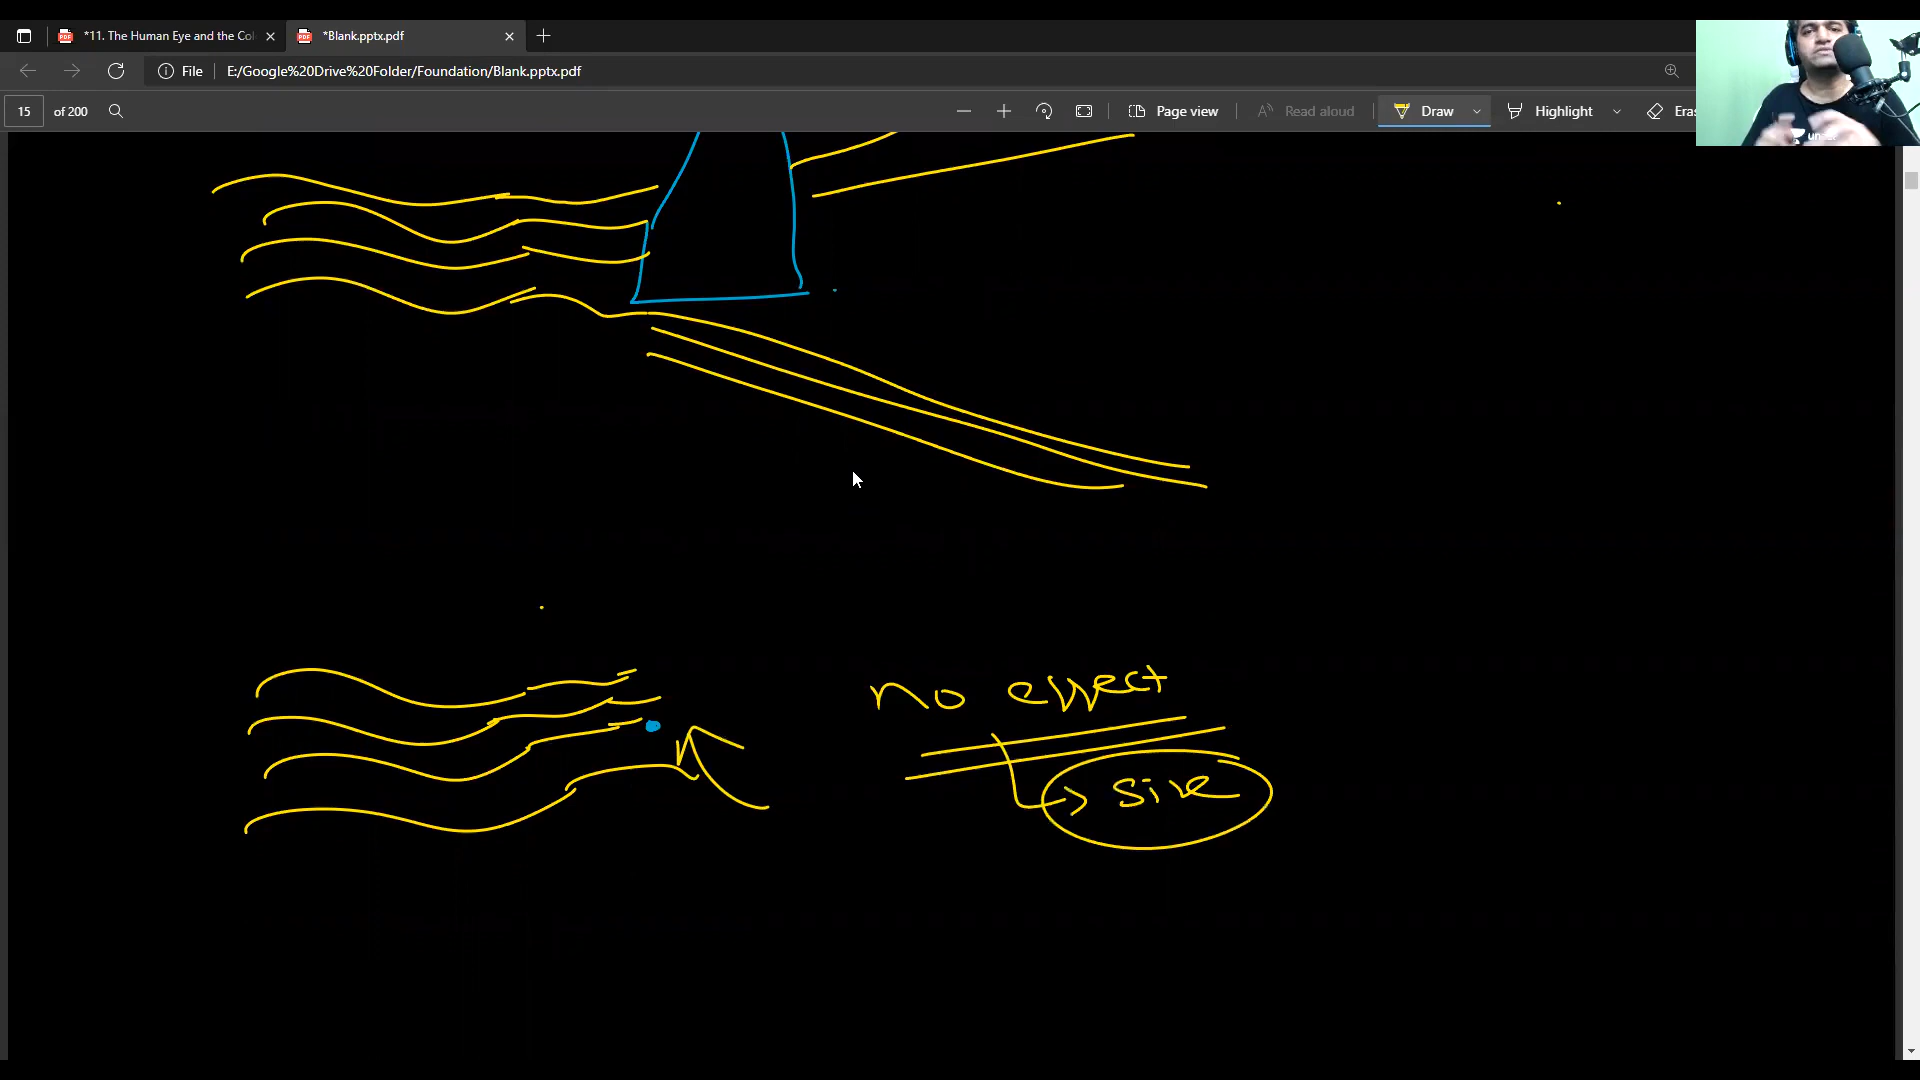 *11. The Human Eye and the Col
*Blank.pptx.pdf
File
E:/Google%20Drive%20Folder/Foundation/Blank.pptx.pdf
15 of 200
Page view
Read aloud
Draw
Highlight
Eras
no effect
size